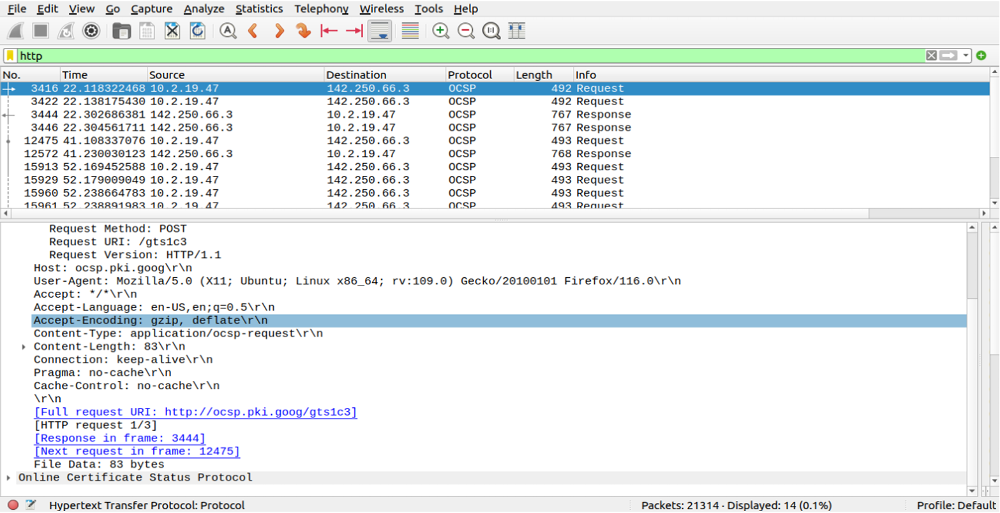 File Edit View Go Capture Analyze Statistics Telephony Wireless Tools Help
http
No. Time Source Destination Protocol Length Info
3416 22.118322468 10.2.19.47 142.250.66.3 OCSP 492 Request
3422 22.138175430 10.2.19.47 142.250.66.3 OCSP 492 Request
3444 22.302686381 142.250.66.3 10.2.19.47 OCSP 767 Response
3446 22.304561711 142.250.66.3 10.2.19.47 OCSP 767 Response
12475 41.108337076 10.2.19.47 142.250.66.3 OCSP 493 Request
12572 41.230030123 142.250.66.3 10.2.19.47 OCSP 768 Response
15913 52.169452588 10.2.19.47 142.250.66.3 OCSP 493 Request
15929 52.179009049 10.2.19.47 142.250.66.3 OCSP 493 Request
15960 52.238664783 10.2.19.47 142.250.66.3 OCSP 493 Request
15961 52.238891983 10.2.19.47 142.250.66.3 OCSP 493 Request
Request Method: POST
Request URI: /gts1c3
Request Version: HTTP/1.1
Host: ocsp.pki.goog\r\n
User-Agent: Mozilla/5.0 (X11; Ubuntu; Linux x86_64; rv:109.0) Gecko/20100101 Firefox/116.0\r\n
Accept: */*\r\n
Accept-Language: en-US,en;q=0.5\r\n
Accept-Encoding: gzip, deflate\r\n
Content-Type: application/ocsp-request\r\n
Content-Length: 83\r\n
Connection: keep-alive\r\n
Pragma: no-cache\r\n
Cache-Control: no-cache\r\n
\r\n
[Full request URI: http://ocsp.pki.goog/gts1c3]
[HTTP request 1/3]
[Response in frame: 3444]
[Next request in frame: 12475]
File Data: 83 bytes
Online Certificate Status Protocol
Hypertext Transfer Protocol: Protocol Packets: 21314 · Displayed: 14 (0.1%) Profile: Default